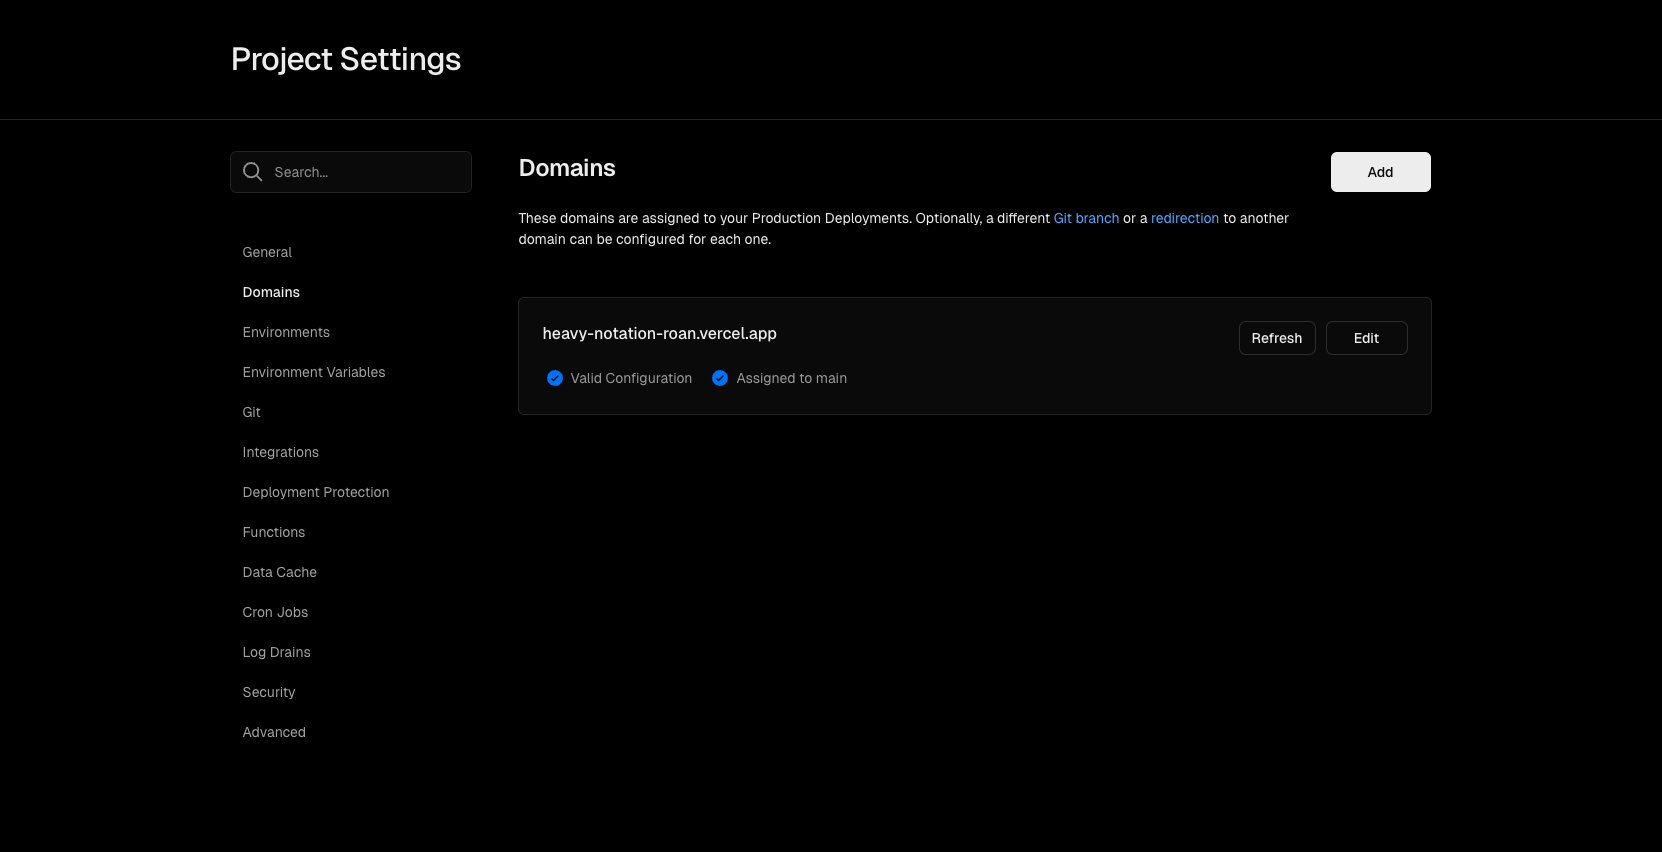 Project Settings
Search...
General
Domains
Environments
Environment Variables
Git
Integrations
Deployment Protection
Functions
Data Cache
Cron Jobs
Log Drains
Security
Advanced
Domains
Add
These domains are assigned to your Production Deployments. Optionally, a different Git branch or a redirection to another
domain can be configured for each one.
heavy-notation-roan.vercel.app
Refresh
Edit
Valid Configuration
Assigned to main